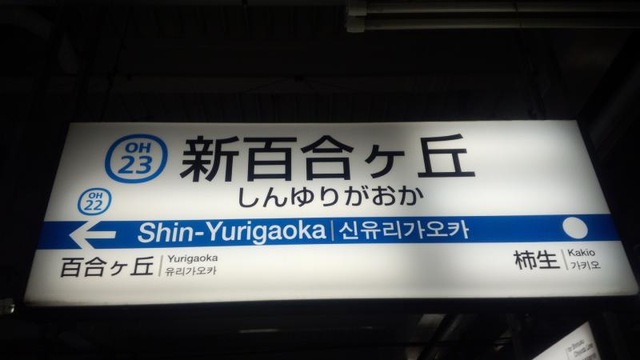 OH
23
新百合ヶ丘
しんゆりがおか
OH
22
Shin-Yurigaoka | 신유리가오카
百合ヶ丘 Yurigaoka
유리가오카
柿生 Kakio
가키오